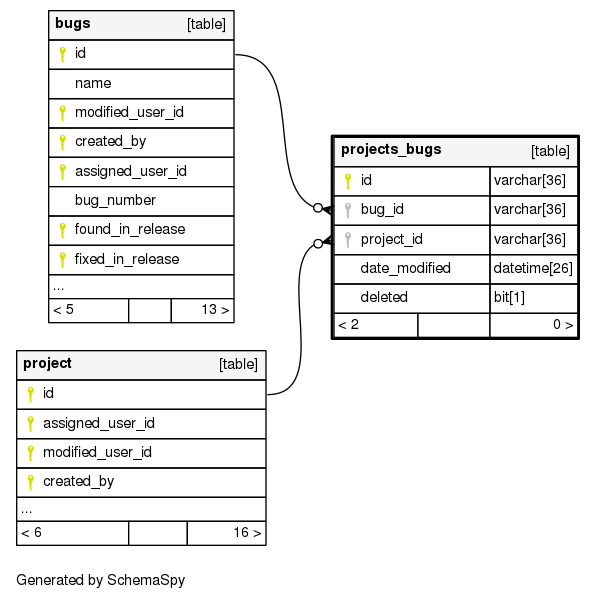 bugs [table]
id
name
modified_user_id
created_by
assigned_user_id
bug_number
found_in_release
fixed_in_release
...
< 5 13 >
projects_bugs [table]
id varchar[36]
bug_id varchar[36]
project_id varchar[36]
date_modified datetime[26]
deleted bit[1]
< 2 0 >
project [table]
id
assigned_user_id
modified_user_id
created_by
...
< 6 16 >
Generated by SchemaSpy